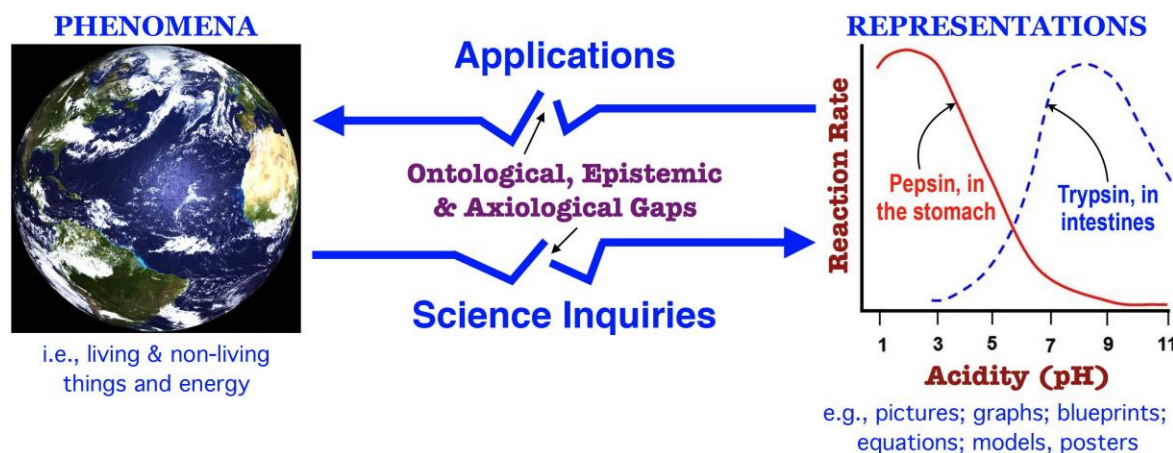 PHENOMENA
i.e., living & non-living
things and energy
Applications
Ontological, Epistemic
& Axiological Gaps
Science Inquiries
REPRESENTATIONS
Reaction Rate
Pepsin, in
the stomach
Trypsin, in
intestines
1 3 5 7 9 11
Acidity (pH)
e.g., pictures; graphs; blueprints;
equations; models, posters